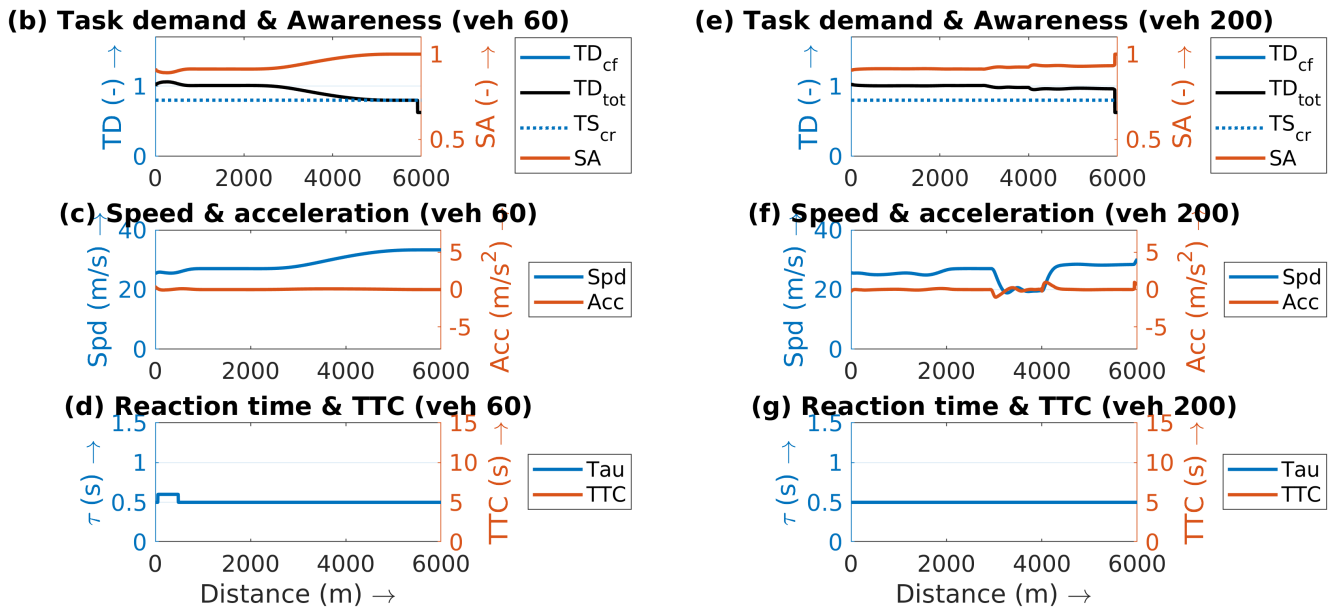 (b) Task demand & Awareness (veh 60)
TD (-) →
1
0
1
0.5
SA (-) →
0 2000 4000 6000
TD_cf
TD_tot
TS_cr
SA
(e) Task demand & Awareness (veh 200)
TD (-) →
1
0
1
0.5
SA (-) →
0 2000 4000 6000
TD_cf
TD_tot
TS_cr
SA
(c) Speed & acceleration (veh 60)
Spd (m/s) →
40
20
0
5
0
-5
Acc (m/s²) →
0 2000 4000 6000
Spd
Acc
(f) Speed & acceleration (veh 200)
Spd (m/s) →
40
20
0
5
0
-5
Acc (m/s²) →
0 2000 4000 6000
Spd
Acc
(d) Reaction time & TTC (veh 60)
τ (s) →
1.5
1
0.5
0
15
10
5
0
TTC (s) →
0 2000 4000 6000
Distance (m) →
Tau
TTC
(g) Reaction time & TTC (veh 200)
τ (s) →
1.5
1
0.5
0
15
10
5
0
TTC (s) →
0 2000 4000 6000
Distance (m) →
Tau
TTC